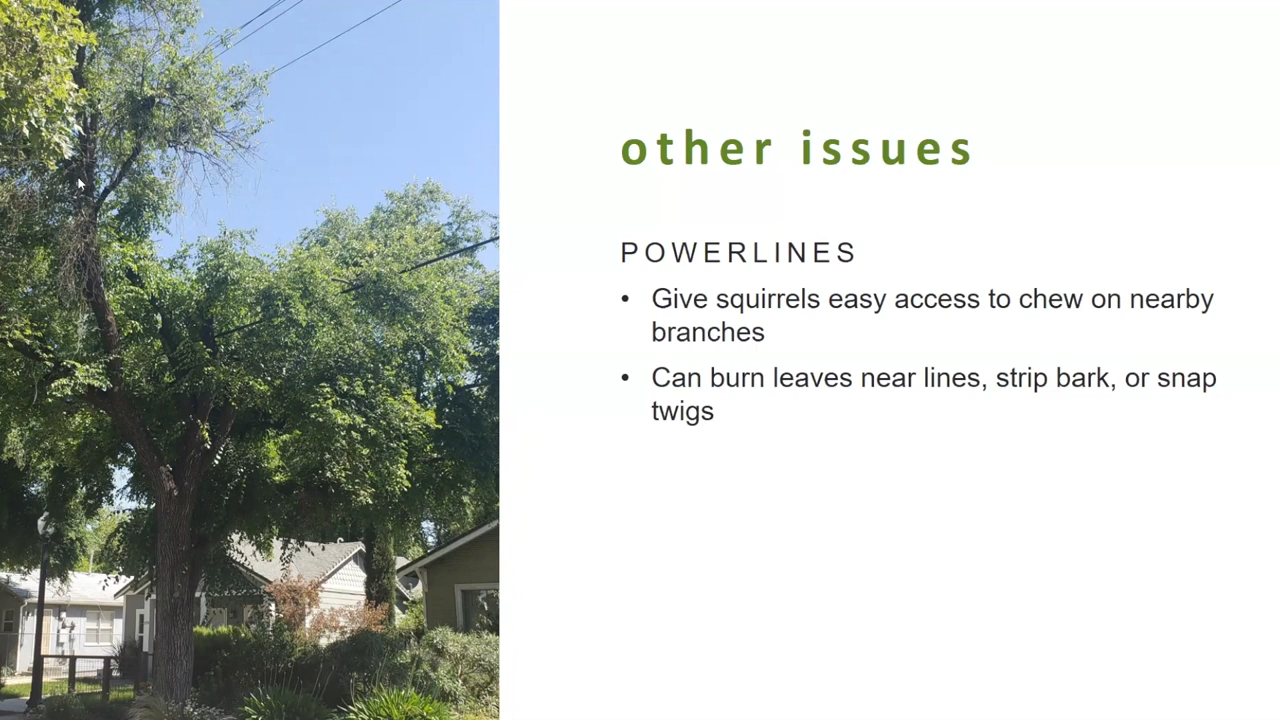 other issues
POWERLINES
• Give squirrels easy access to chew on nearby
branches
• Can burn leaves near lines, strip bark, or snap
twigs